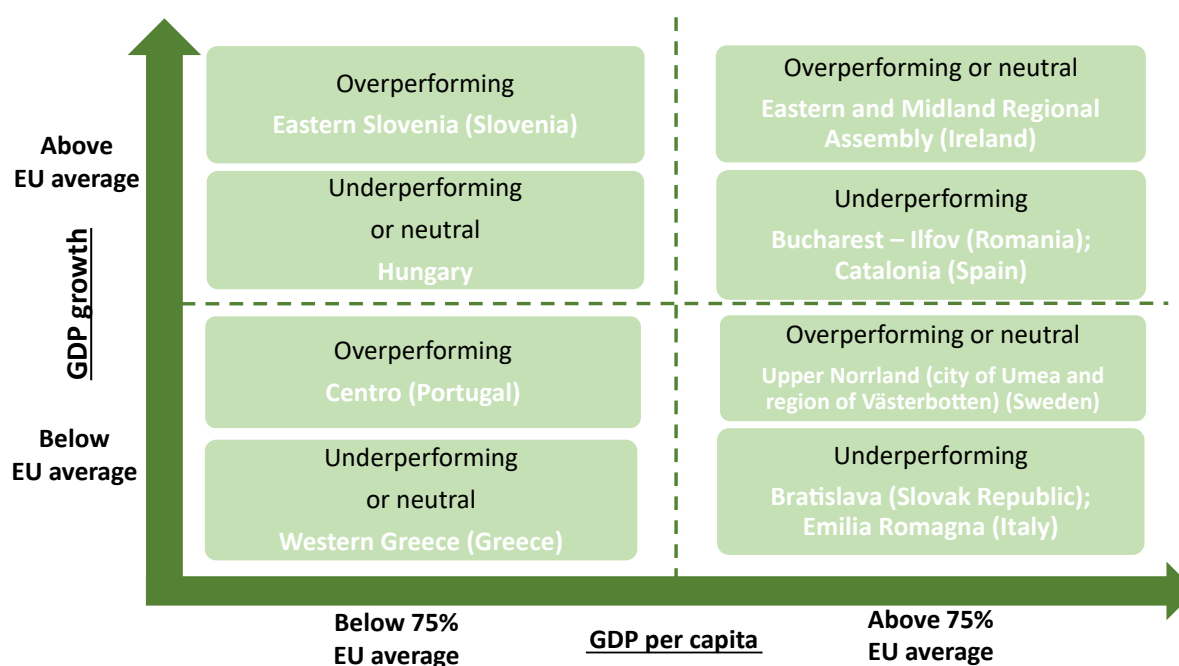 Above
EU average
GDP growth
Below
EU average
Overperforming
Eastern Slovenia (Slovenia)
Underperforming
or neutral
Hungary
Overperforming or neutral
Eastern and Midland Regional
Assembly (Ireland)
Underperforming
Bucharest – Ilfov (Romania);
Catalonia (Spain)
Overperforming
Centro (Portugal)
Underperforming
or neutral
Western Greece (Greece)
Overperforming or neutral
Upper Norrland (city of Umea and
region of Västerbotten) (Sweden)
Underperforming
Bratislava (Slovak Republic);
Emilia Romagna (Italy)
Below 75%
EU average
GDP per capita
Above 75%
EU average